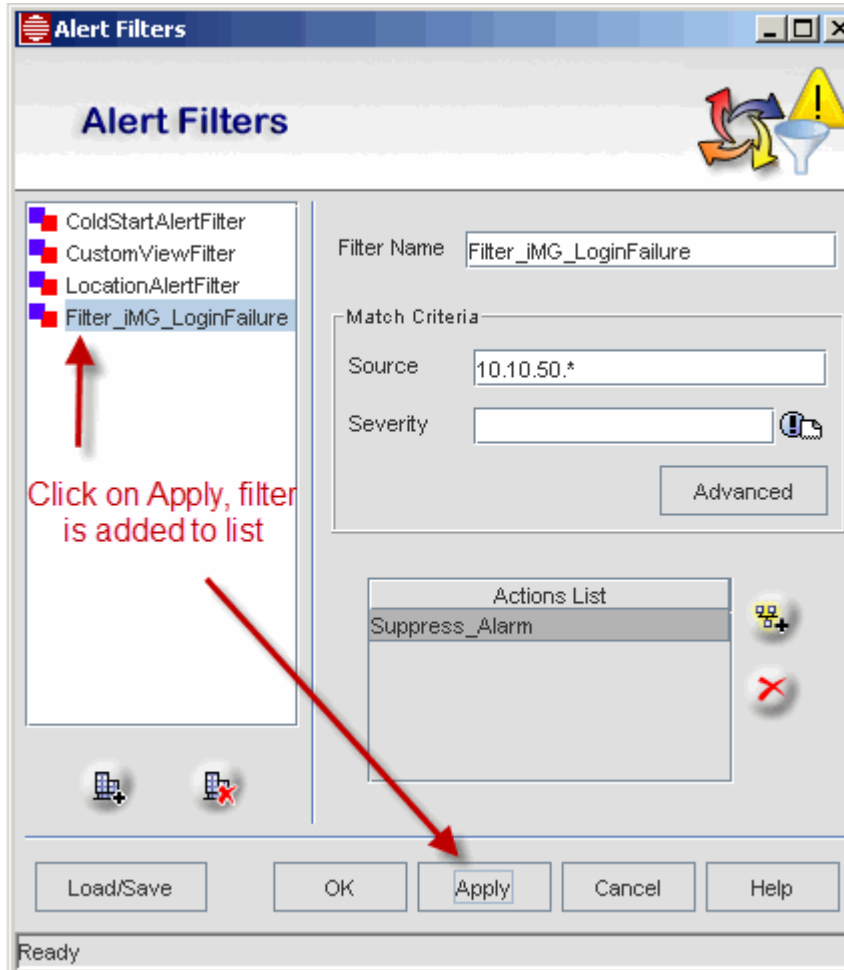 Alert Filters
Alert Filters
ColdStartAlertFilter
CustomViewFilter
LocationAlertFilter
Filter_iMG_LoginFailure
Click on Apply, filter
is added to list
Filter Name
Filter_iMG_LoginFailure
Match Criteria
Source
10.10.50.*
Severity
Advanced
Actions List
Suppress_Alarm
Load/Save
OK
Apply
Cancel
Help
Ready